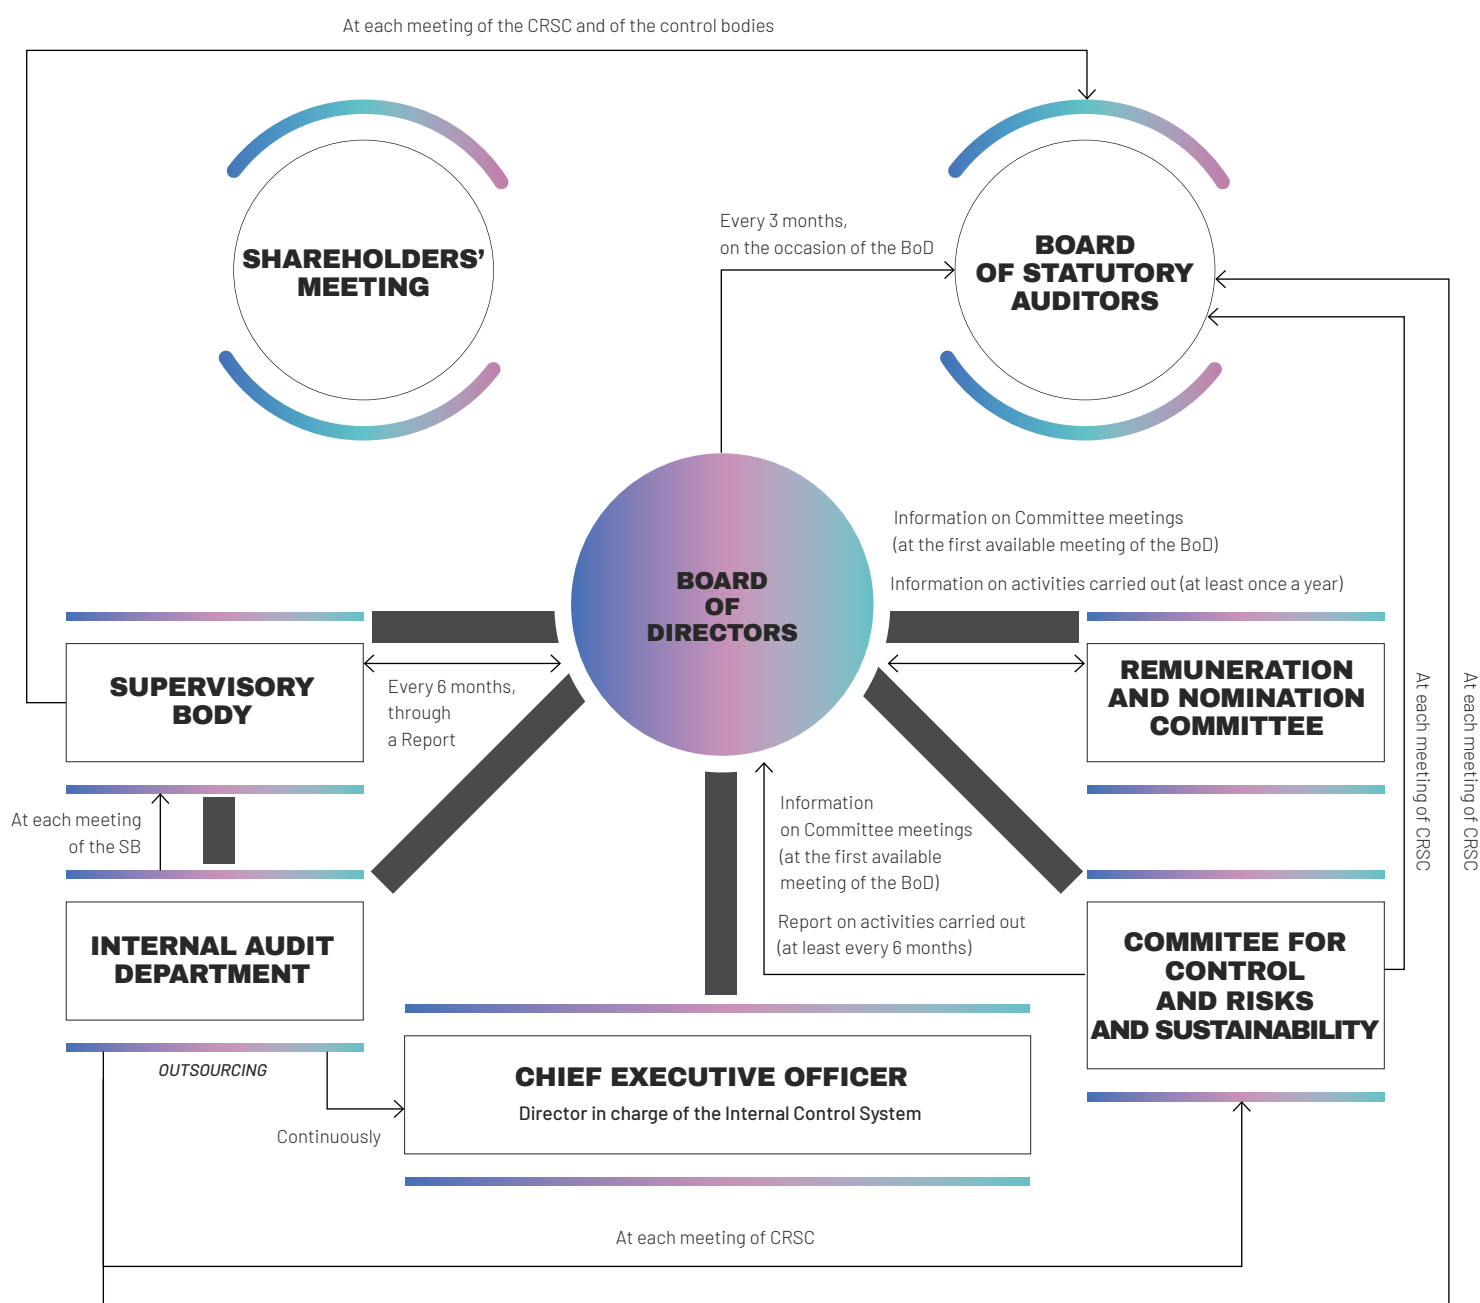 At each meeting of the CRSC and of the control bodies
SHAREHOLDERS’
MEETING
Every 3 months,
on the occasion of the BoD
BOARD
OF STATUTORY
AUDITORS
Information on Committee meetings
(at the first available meeting of the BoD)
Information on activities carried out (at least once a year)
BOARD
OF
DIRECTORS
SUPERVISORY
BODY
Every 6 months,
through
a Report
REMUNERATION
AND NOMINATION
COMMITTEE
At each meeting of CRSC
At each meeting of CRSC
At each meeting
of the SB
Information
on Committee meetings
(at the first available
meeting of the BoD)
Report on activities carried out
(at least every 6 months)
INTERNAL AUDIT
DEPARTMENT
COMMITEE FOR
CONTROL
AND RISKS
AND SUSTAINABILITY
OUTSOURCING
CHIEF EXECUTIVE OFFICER
Director in charge of the Internal Control System
Continuously
At each meeting of CRSC